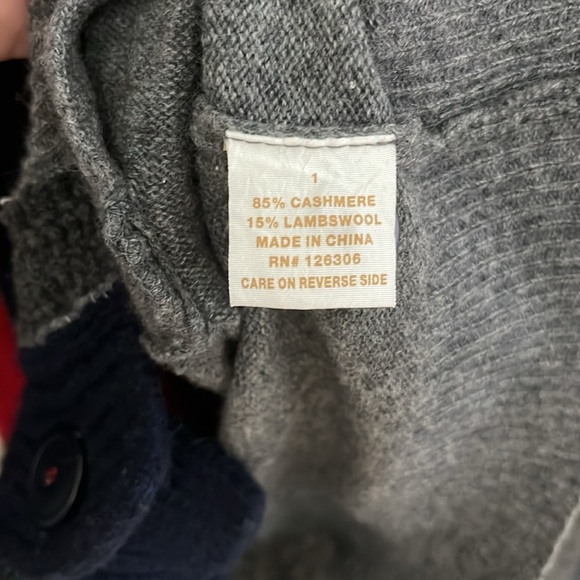 1
85% CASHMERE
15% LAMBSWOOL
MADE IN CHINA
RN# 126306
CARE ON REVERSE SIDE